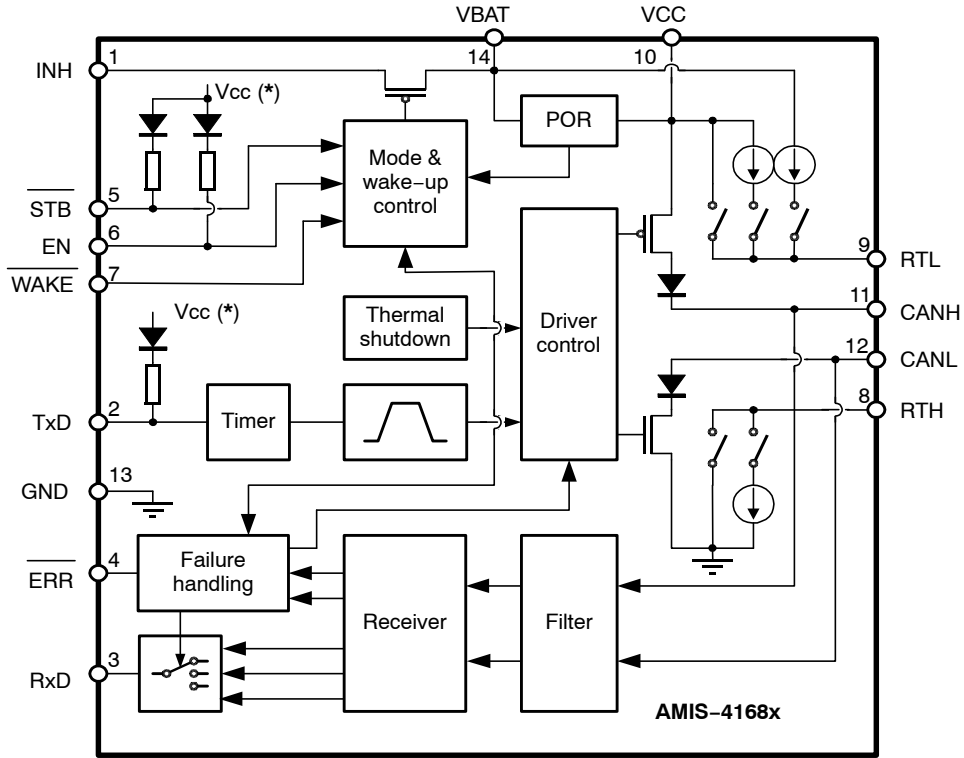 VBAT VCC
INH 1 14 10
Vcc (*)
POR
Mode &
wake−up
control
STB 5
EN 6
WAKE 7
9 RTL
11 CANH
12 CANL
8 RTH
Vcc (*)
Thermal
shutdown
Driver
control
TxD 2
Timer
GND 13
ERR 4
Failure
handling
Receiver
Filter
RxD 3
AMIS−4168x